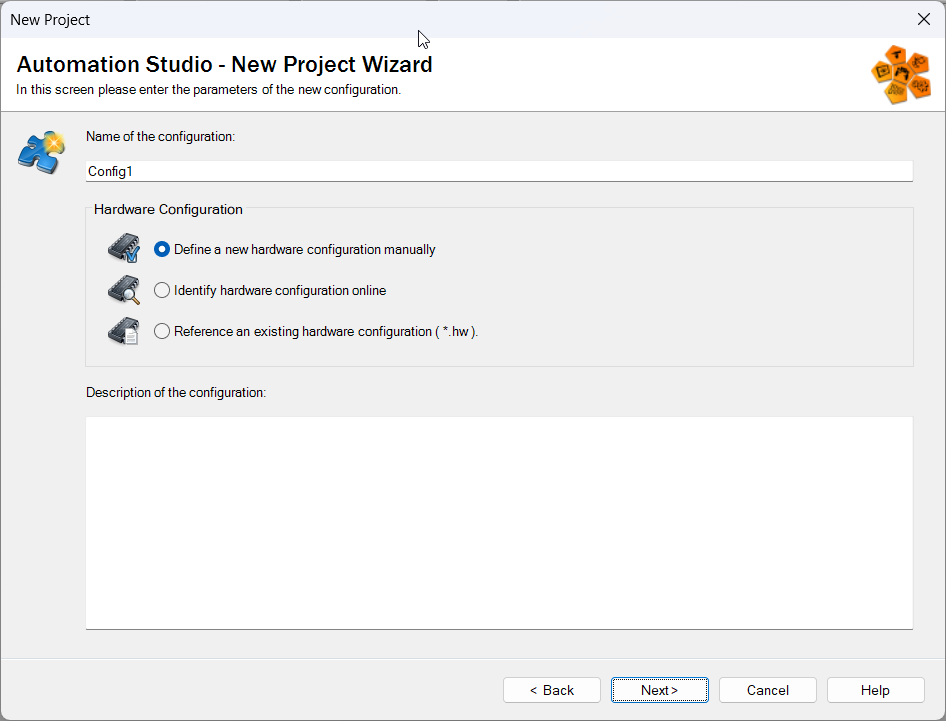 New Project
Automation Studio - New Project Wizard
In this screen please enter the parameters of the new configuration.
Name of the configuration:
Config1
Hardware Configuration
Define a new hardware configuration manually
Identify hardware configuration online
Reference an existing hardware configuration ( *.hw ).
Description of the configuration:
< Back
Next >
Cancel
Help